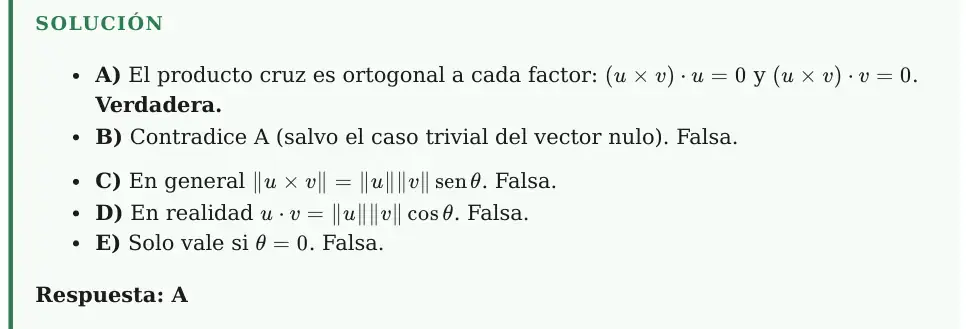 SOLUCIÓN
• A) El producto cruz es ortogonal a cada factor: (u × v) · u = 0 y (u × v) · v = 0.
Verdadera.
• B) Contradice A (salvo el caso trivial del vector nulo). Falsa.
• C) En general ‖u × v‖ = ‖u‖‖v‖ sen θ. Falsa.
• D) En realidad u · v = ‖u‖‖v‖ cos θ. Falsa.
• E) Solo vale si θ = 0. Falsa.
Respuesta: A